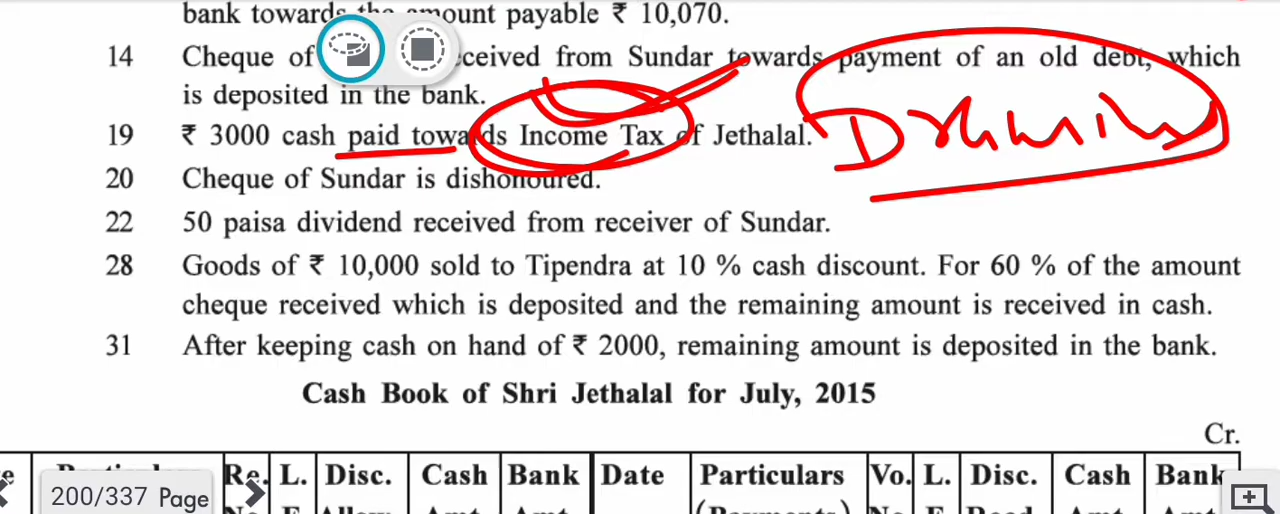 bank towards the amount payable ₹ 10,070.
14 Cheque of received from Sundar towards payment of an old debt, which
is deposited in the bank.
19 ₹ 3000 cash paid towards Income Tax of Jethalal.
20 Cheque of Sundar is dishonoured.
22 50 paisa dividend received from receiver of Sundar.
28 Goods of ₹ 10,000 sold to Tipendra at 10 % cash discount. For 60 % of the amount
cheque received which is deposited and the remaining amount is received in cash.
31 After keeping cash on hand of ₹ 2000, remaining amount is deposited in the bank.
Cash Book of Shri Jethalal for July, 2015
Cr.
Re. L. Disc. Cash Bank Date Particulars Vo. L. Disc. Cash Bank
200/337 Page